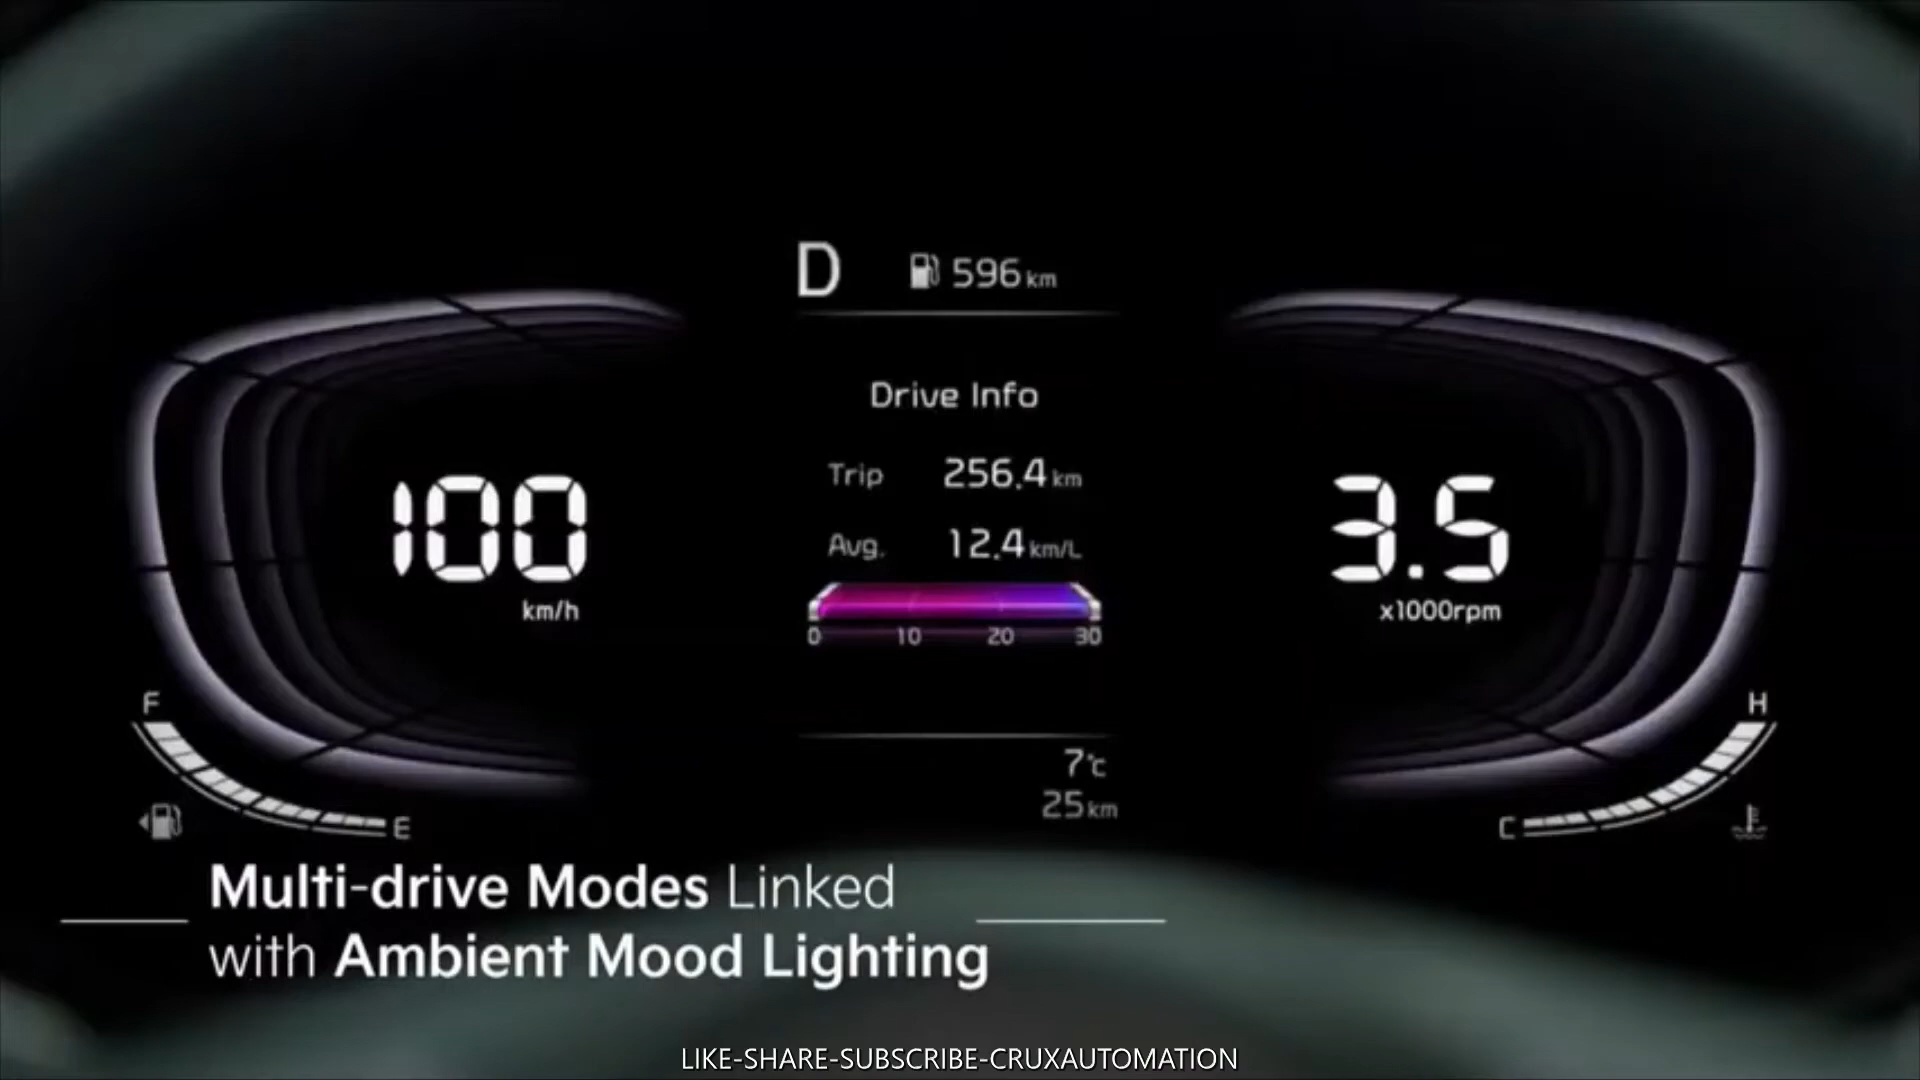 D 596 km
Drive Info
Trip 256.4 km
Avg. 12.4 km/L
0 10 20 30
100
km/h
3.5
x1000rpm
F
E
H
C
7°c
25 km
Multi-drive Modes Linked
with Ambient Mood Lighting
LIKE-SHARE-SUBSCRIBE-CRUXAUTOMATION